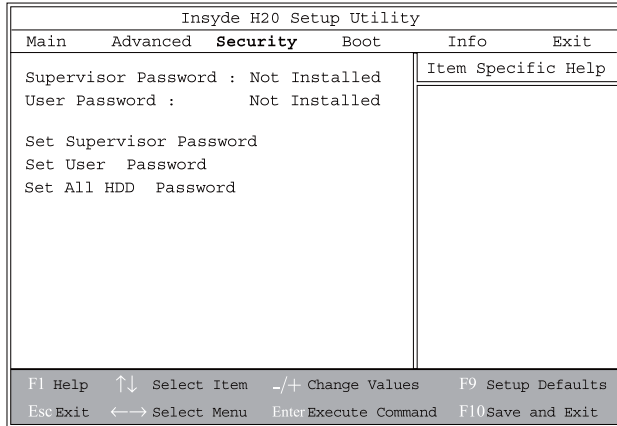 Insyde H20 Setup Utility
Main Advanced Security Boot Info Exit
Supervisor Password : Not Installed
User Password : Not Installed
Set Supervisor Password
Set User Password
Set All HDD Password
Item Specific Help
F1 Help ↑↓ Select Item -/+ Change Values F9 Setup Defaults
Esc Exit ←→ Select Menu Enter Execute Command F10 Save and Exit